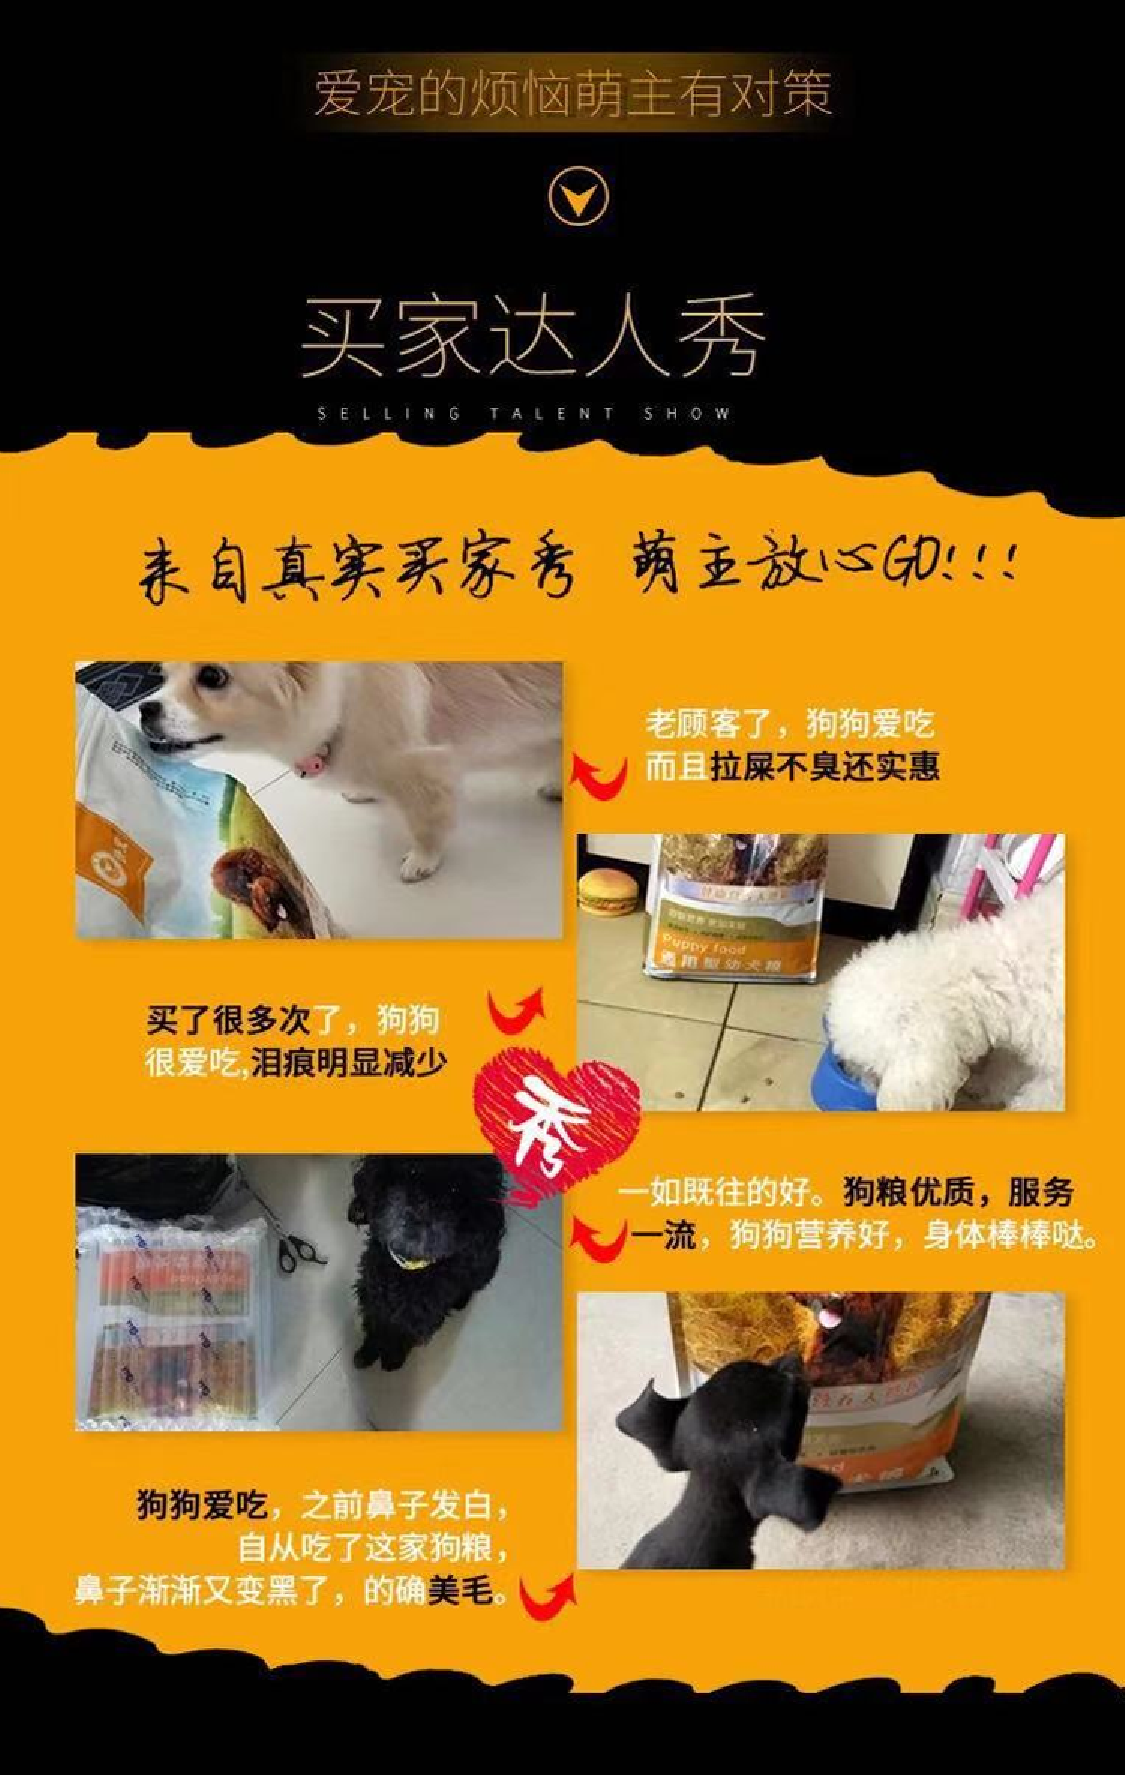 爱宠的烦恼萌主有对策
买家达人秀
SELLING TALENT SHOW
来自真实买家秀 萌主放心GO!!!
老顾客了，狗狗爱吃
而且拉屎不臭还实惠
Puppy food
通用型幼犬粮
买了很多次了，狗狗
很爱吃,泪痕明显减少
秀
一如既往的好。狗粮优质，服务
一流，狗狗营养好，身体棒棒哒。
狗狗爱吃，之前鼻子发白，
自从吃了这家狗粮，
鼻子渐渐又变黑了，的确美毛。